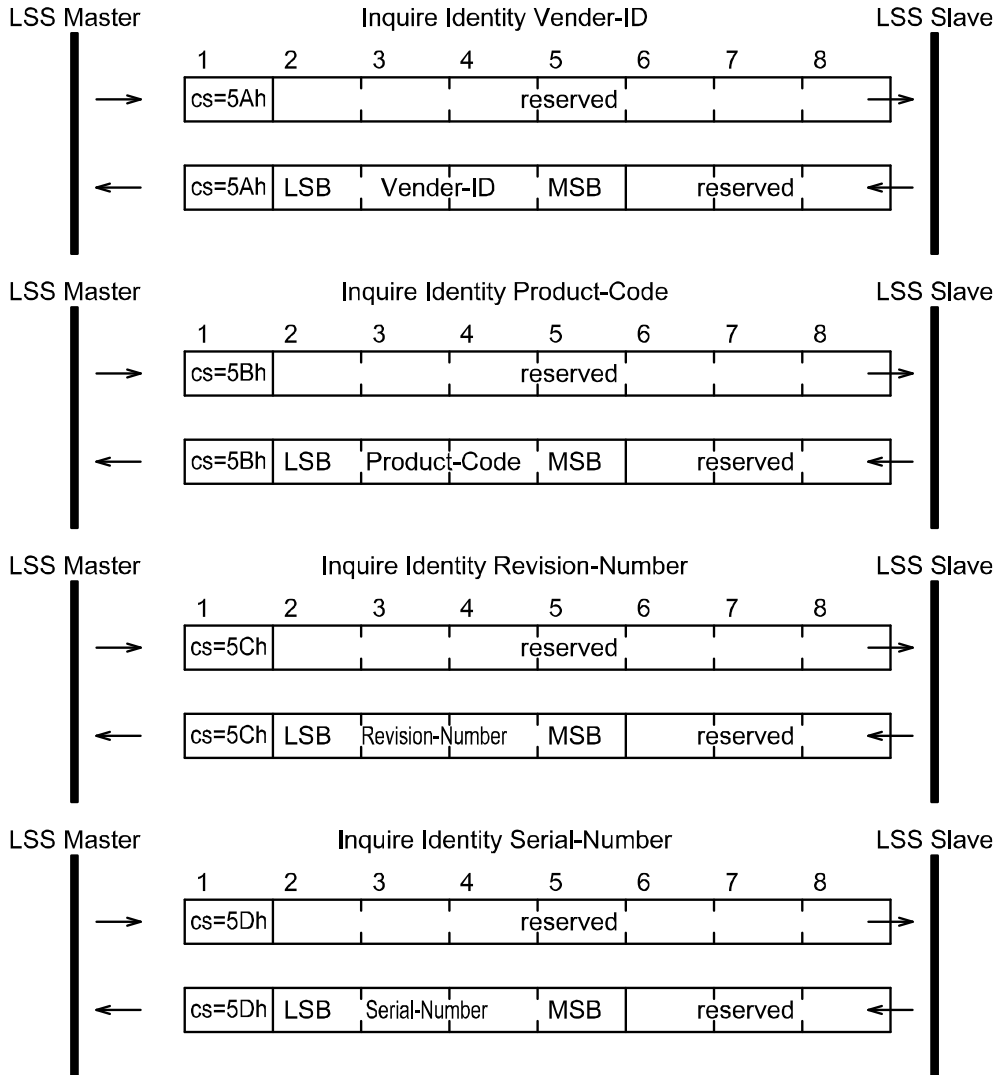 LSS Master Inquire Identity Vender-ID LSS Slave
1 2 3 4 5 6 7 8
cs=5Ah reserved
cs=5Ah LSB Vender-ID MSB reserved
LSS Master Inquire Identity Product-Code LSS Slave
1 2 3 4 5 6 7 8
cs=5Bh reserved
cs=5Bh LSB Product-Code MSB reserved
LSS Master Inquire Identity Revision-Number LSS Slave
1 2 3 4 5 6 7 8
cs=5Ch reserved
cs=5Ch LSB Revision-Number MSB reserved
LSS Master Inquire Identity Serial-Number LSS Slave
1 2 3 4 5 6 7 8
cs=5Dh reserved
cs=5Dh LSB Serial-Number MSB reserved